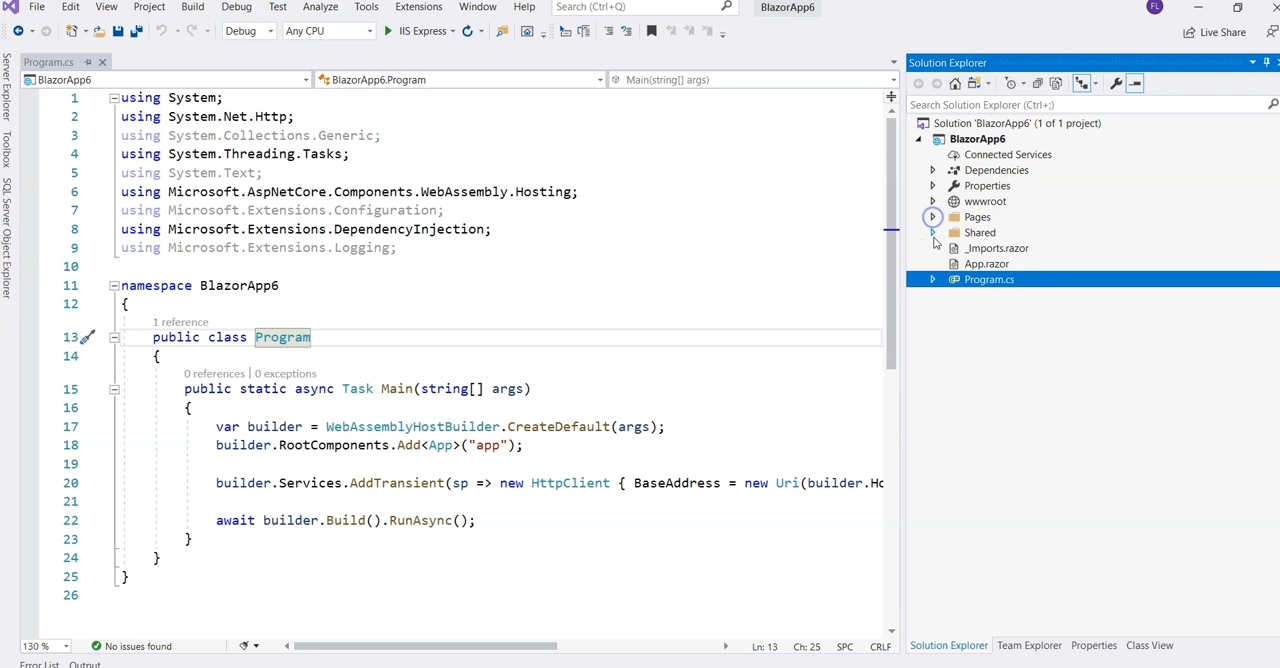 File Edit View Project Build Debug Test Analyze Tools Extensions Window Help Search (Ctrl+Q) BlazorApp6 FL
Debug Any CPU IIS Express Live Share
Server Explorer
Toolbox
SQL Server Object Explorer
Program.cs
BlazorApp6 BlazorApp6.Program Main(string[] args)
1 using System;
2 using System.Net.Http;
3 using System.Collections.Generic;
4 using System.Threading.Tasks;
5 using System.Text;
6 using Microsoft.AspNetCore.Components.WebAssembly.Hosting;
7 using Microsoft.Extensions.Configuration;
8 using Microsoft.Extensions.DependencyInjection;
9 using Microsoft.Extensions.Logging;
10
11 namespace BlazorApp6
12 {
1 reference
13 public class Program
14 {
0 references | 0 exceptions
15 public static async Task Main(string[] args)
16 {
17 var builder = WebAssemblyHostBuilder.CreateDefault(args);
18 builder.RootComponents.Add<App>("app");
19
20 builder.Services.AddTransient(sp => new HttpClient { BaseAddress = new Uri(builder.Ho
21
22 await builder.Build().RunAsync();
23 }
24 }
25 }
26
130 % No issues found Ln: 13 Ch: 25 SPC CRLF
Error List Output
Solution Explorer
Search Solution Explorer (Ctrl+;)
Solution 'BlazorApp6' (1 of 1 project)
BlazorApp6
Connected Services
Dependencies
Properties
wwwroot
Pages
Shared
_Imports.razor
App.razor
Program.cs
Solution Explorer Team Explorer Properties Class View